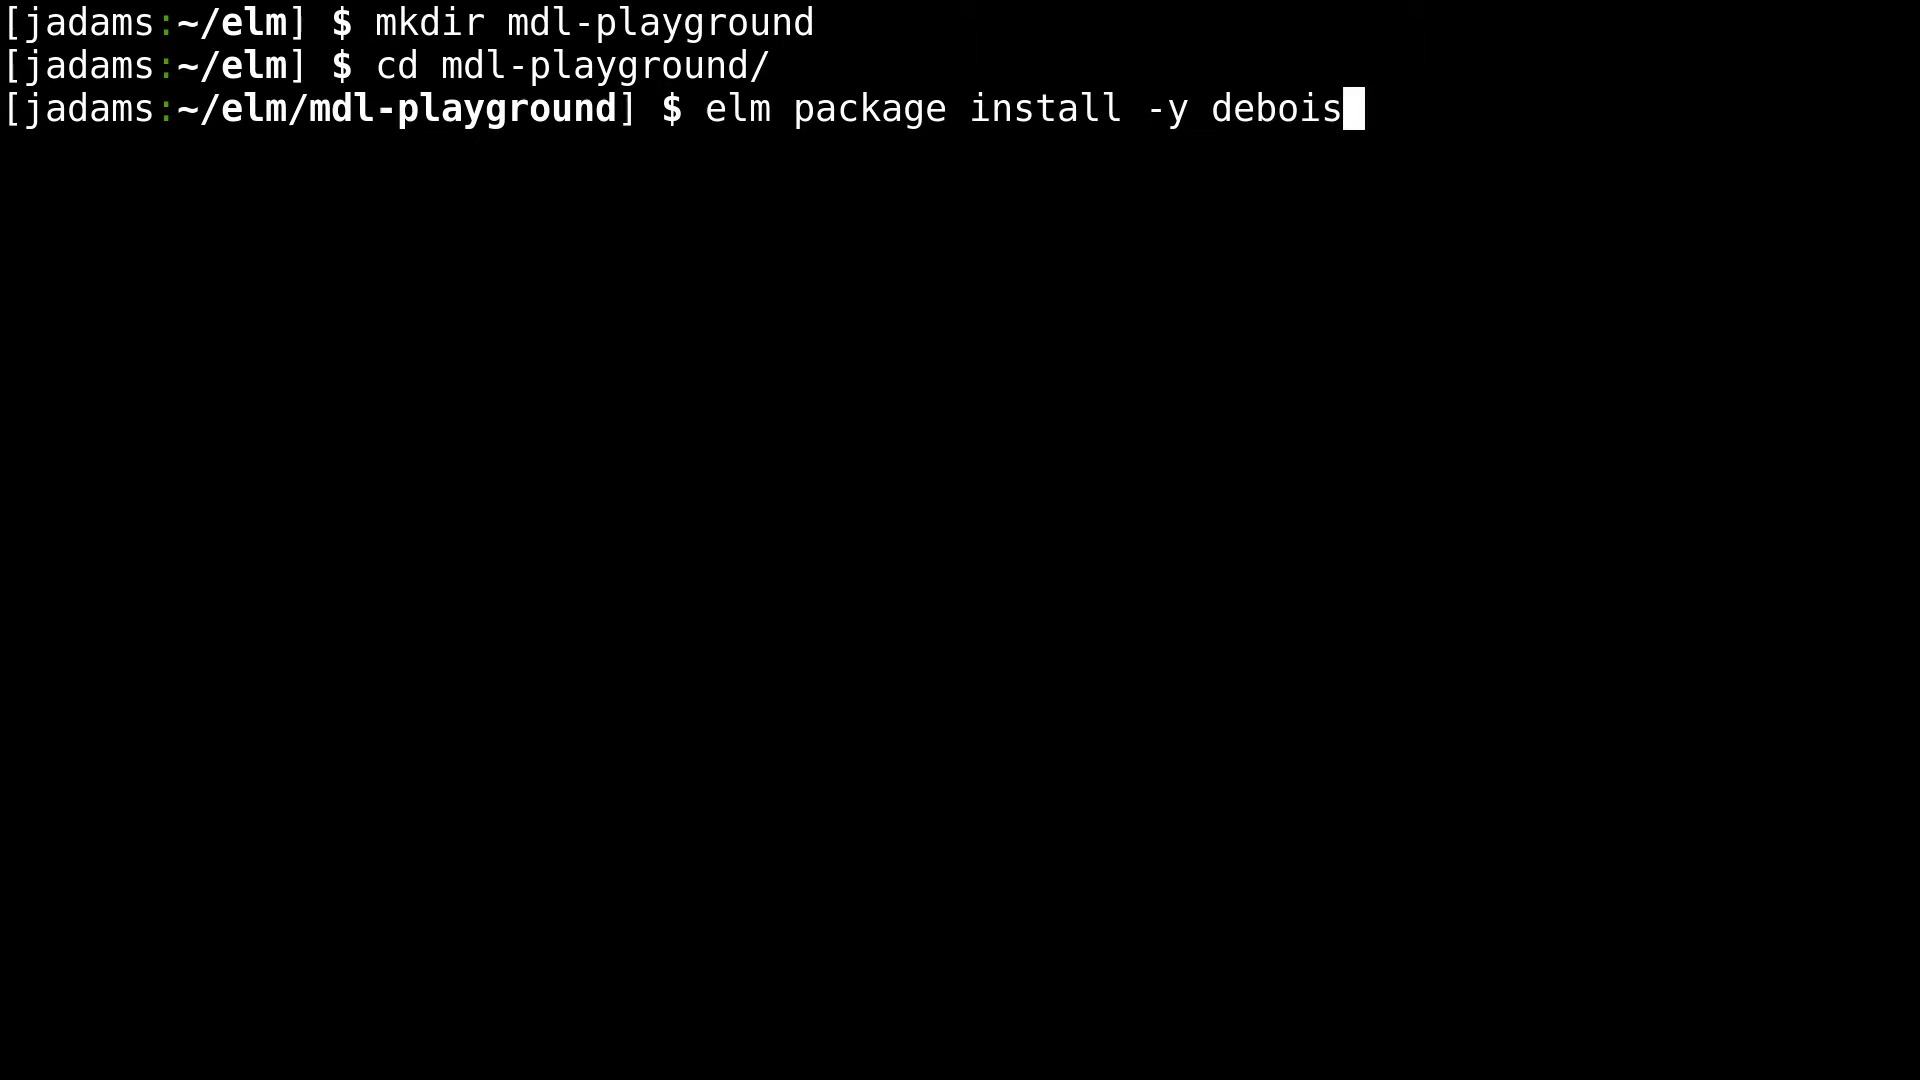 [jadams:~/elm] $ mkdir mdl-playground
[jadams:~/elm] $ cd mdl-playground/
[jadams:~/elm/mdl-playground] $ elm package install -y debois